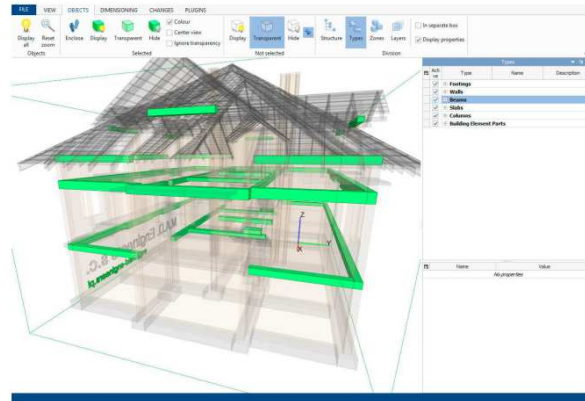 FILE VIEW OBJECTS DIMENSIONING CHANGES PLUGINS
Display all
Reset zoom
Objects
Enclose
Display
Transparent
Hide
Colour
Center view
Ignore transparency
Selected
Display
Transparent
Hide
Not selected
Structure
Types
Zones
Layers
Division
In separate box
Display properties
Types
Type Name Description
Footings
Walls
Beams
Slabs
Columns
Building Element Parts
Name Value
No properties
Z
Y
X